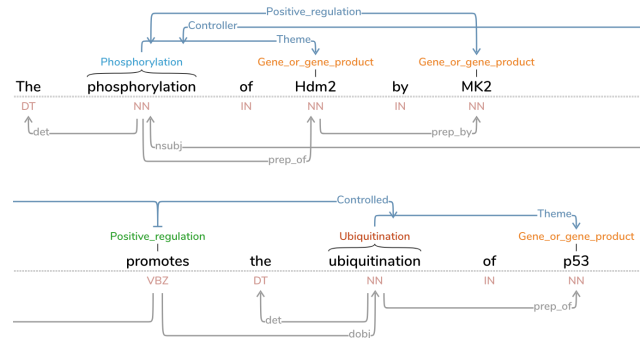 Positive_regulation
Controller
Theme
Phosphorylation Gene_or_gene_product Gene_or_gene_product
The phosphorylation of Hdm2 by MK2
DT NN IN NN IN NN
det prep_by
nsubj
prep_of
Controlled
Theme
Positive_regulation Ubiquitination Gene_or_gene_product
promotes the ubiquitination of p53
VBZ DT NN IN NN
prep_of
det
dobj